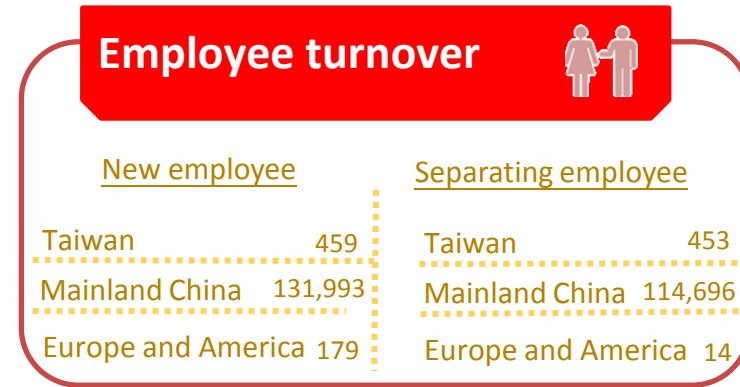 Employee turnover
New employee
Taiwan 459
Mainland China 131,993
Europe and America 179
Separating employee
Taiwan 453
Mainland China 114,696
Europe and America 14